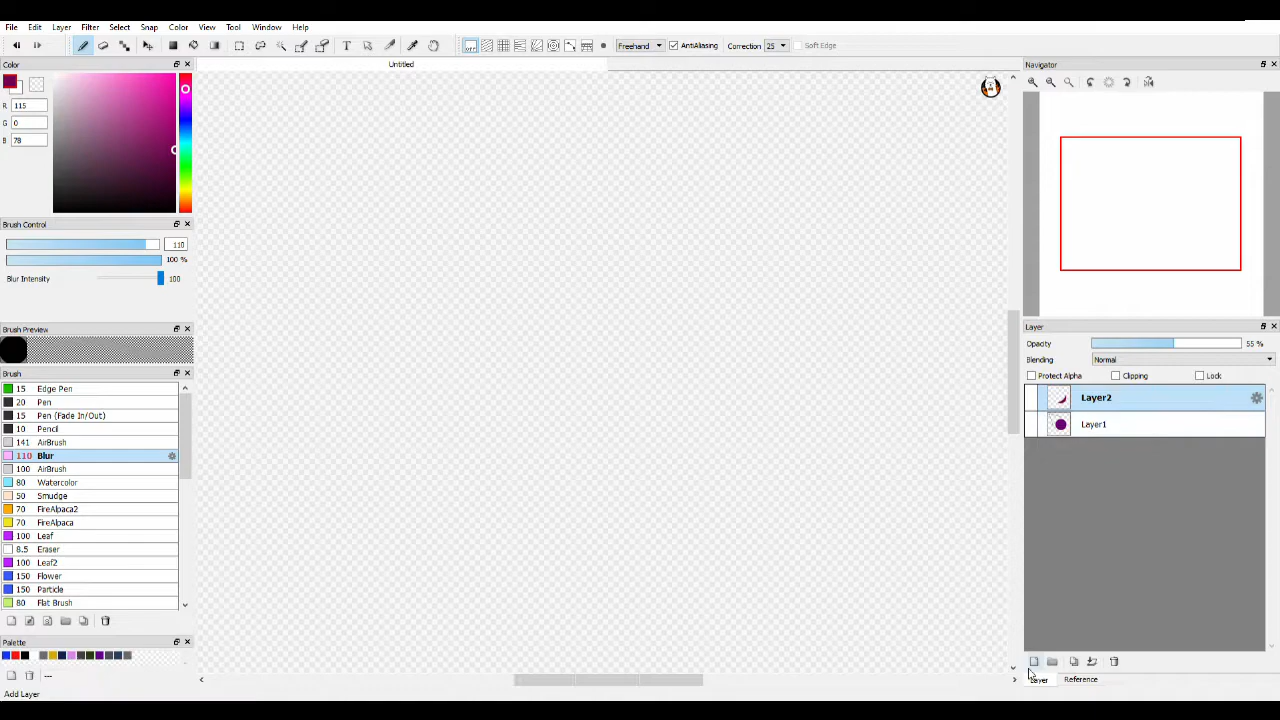 File Edit Layer Filter Select Snap Color View Tool Window Help
OFF Freehand AntiAliasing Correction 25 Soft Edge
Color
Untitled
Navigator
R 115
G 0
B 78
Brush Control
110
100 %
Blur Intensity 100
Brush Preview
Brush
15 Edge Pen
20 Pen
15 Pen (Fade In/Out)
10 Pencil
141 AirBrush
110 Blur
100 AirBrush
80 Watercolor
50 Smudge
70 FireAlpaca2
70 FireAlpaca
100 Leaf
8.5 Eraser
100 Leaf2
150 Flower
150 Particle
80 Flat Brush
Palette
---
Add Layer
Layer
Opacity 55 %
Blending Normal
Protect Alpha Clipping Lock
Layer2
Layer1
Layer Reference